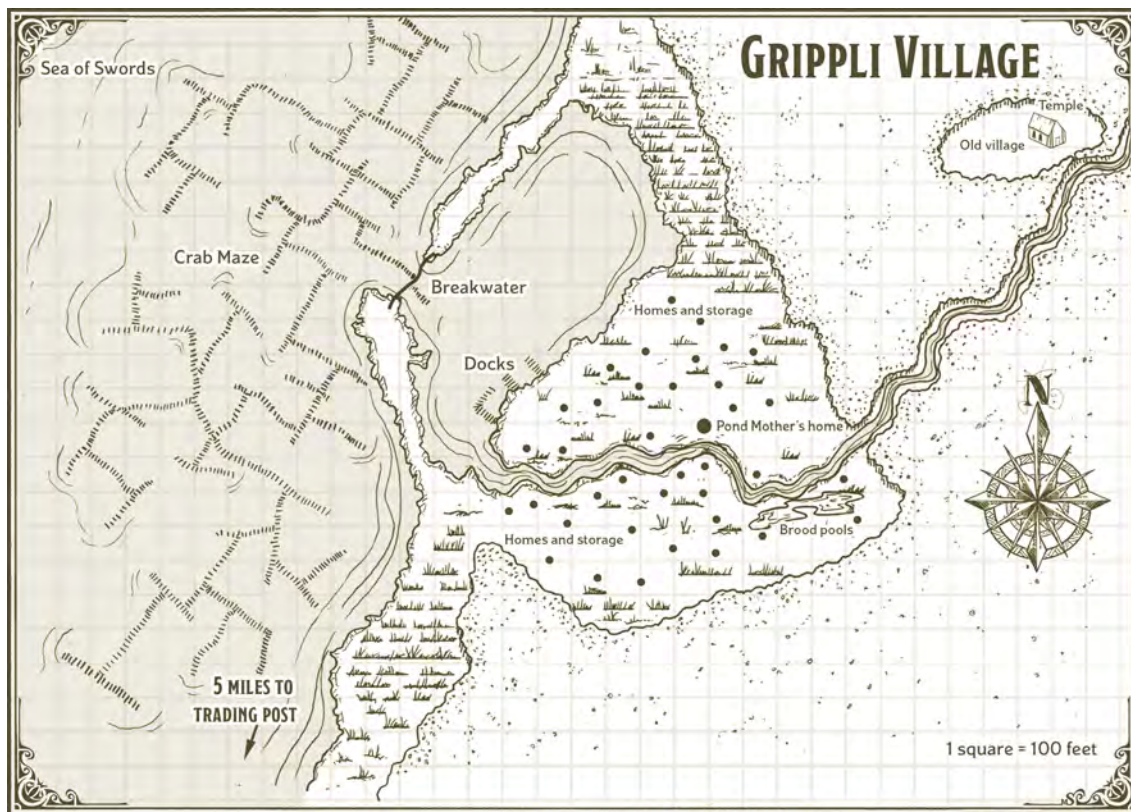 GRIPPLI VILLAGE
Sea of Swords
Temple
Old village
Crab Maze
Breakwater
Homes and storage
Docks
Pond Mother's home
N
Brood pools
Homes and storage
5 MILES TO
TRADING POST
1 square = 100 feet